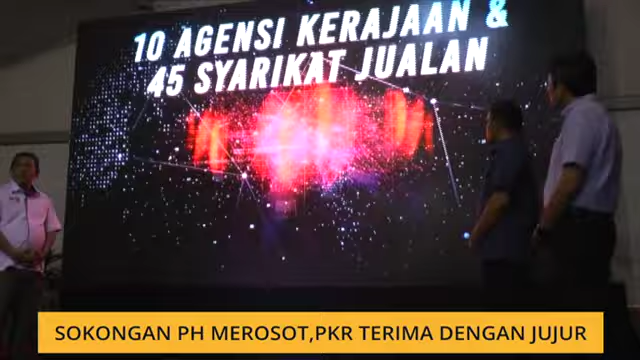 10 AGENSI KERAJAAN &
45 SYARIKAT JUALAN
SOKONGAN PH MEROSOT,PKR TERIMA DENGAN JUJUR